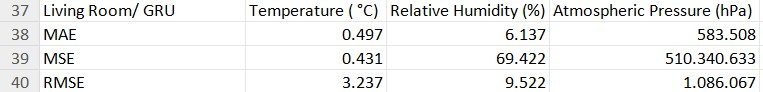 37 Living Room/ GRU Temperature ( °C) Relative Humidity (%) Atmospheric Pressure (hPa)
38 MAE 0.497 6.137 583.508
39 MSE 0.431 69.422 510.340.633
40 RMSE 3.237 9.522 1.086.067